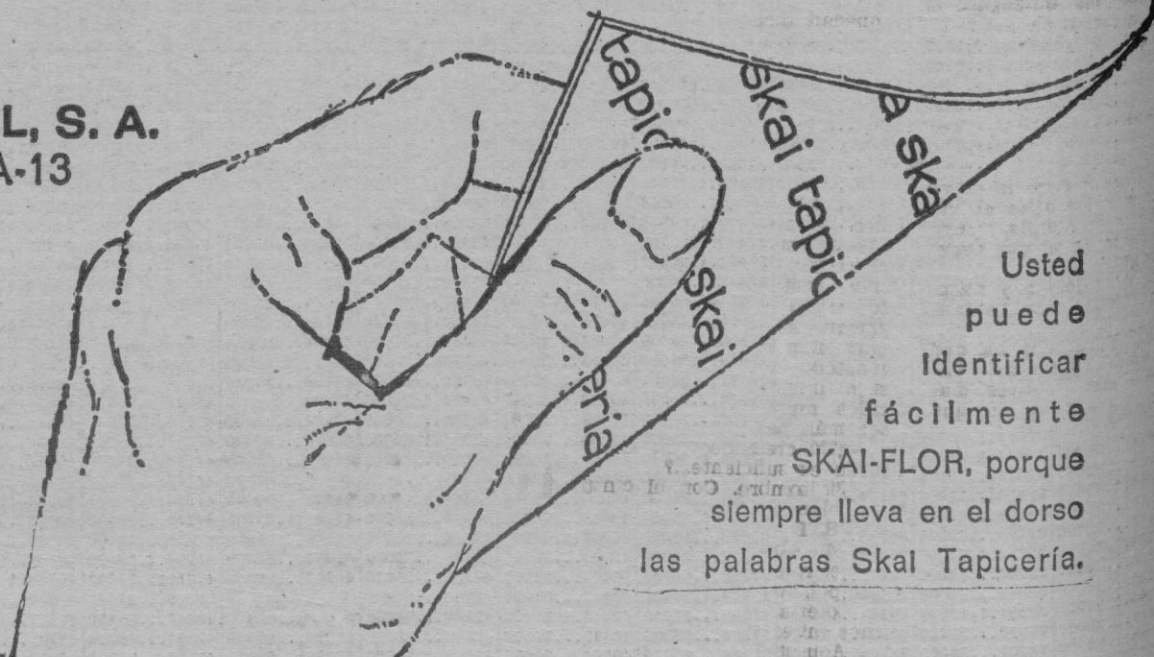 L, S. A.
A-13
tapic
skai tapic
a ska
skai
ería
Usted
puede
identificar
fácilmente
SKAI-FLOR, porque
siempre lleva en el dorso
las palabras Skai Tapicería.